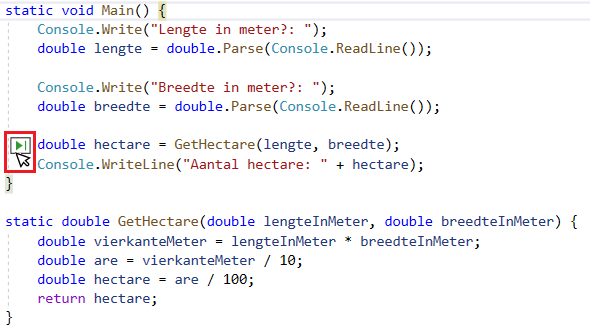 static void Main() {
Console.Write("Lengte in meter?: ");
double lengte = double.Parse(Console.ReadLine());
Console.Write("Breedte in meter?: ");
double breedte = double.Parse(Console.ReadLine());
double hectare = GetHectare(lengte, breedte);
Console.WriteLine("Aantal hectare: " + hectare);
}
static double GetHectare(double lengteInMeter, double breedteInMeter) {
double vierkanteMeter = lengteInMeter * breedteInMeter;
double are = vierkanteMeter / 10;
double hectare = are / 100;
return hectare;
}